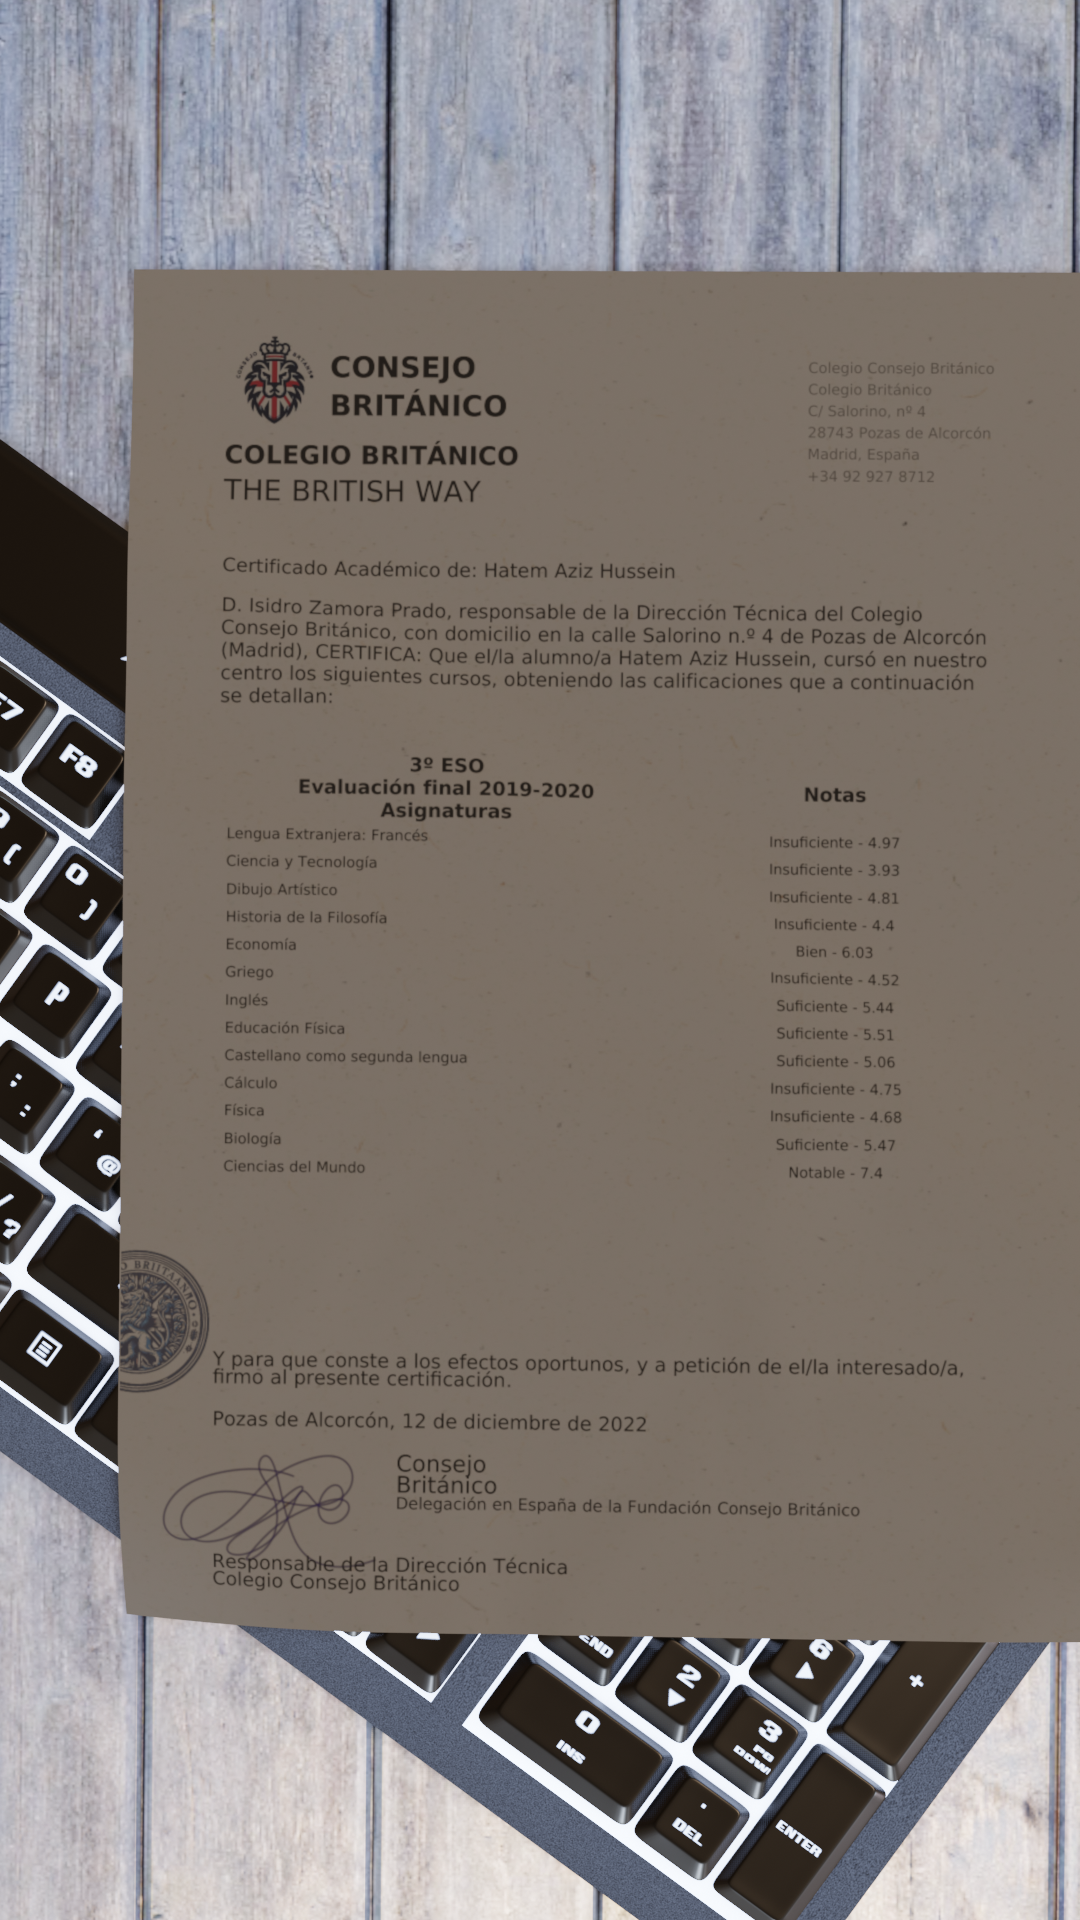 CONSEJO
BRITÁNICO
COLEGIO BRITÁNICO
THE BRITISH WAY
Colegio Consejo Británico
Colegio Británico
C/ Salorino, nº 4
28743 Pozas de Alcorcón
Madrid, España
+34 92 927 8712
Certificado Académico de: Hatem Aziz Hussein
D. Isidro Zamora Prado, responsable de la Dirección Técnica del Colegio
Consejo Británico, con domicilio en la calle Salorino n.º 4 de Pozas de Alcorcón
(Madrid), CERTIFICA: Que el/la alumno/a Hatem Aziz Hussein, cursó en nuestro
centro los siguientes cursos, obteniendo las calificaciones que a continuación
se detallan:
3º ESO
Evaluación final 2019-2020
Asignaturas Notas
Lengua Extranjera: Francés Insuficiente - 4.97
Ciencia y Tecnología Insuficiente - 3.93
Dibujo Artístico Insuficiente - 4.81
Historia de la Filosofía Insuficiente - 4.4
Economía Bien - 6.03
Griego Insuficiente - 4.52
Inglés Suficiente - 5.44
Educación Física Suficiente - 5.51
Castellano como segunda lengua Suficiente - 5.06
Cálculo Insuficiente - 4.75
Física Insuficiente - 4.68
Biología Suficiente - 5.47
Ciencias del Mundo Notable - 7.4
Y para que conste a los efectos oportunos, y a petición de el/la interesado/a,
firmo al presente certificación.
Pozas de Alcorcón, 12 de diciembre de 2022
Consejo
Británico
Delegación en España de la Fundación Consejo Británico
Responsable de la Dirección Técnica
Colegio Consejo Británico
F8
P
END
2
6
+
0
INS
3
PG
DOWN
.
DEL
ENTER